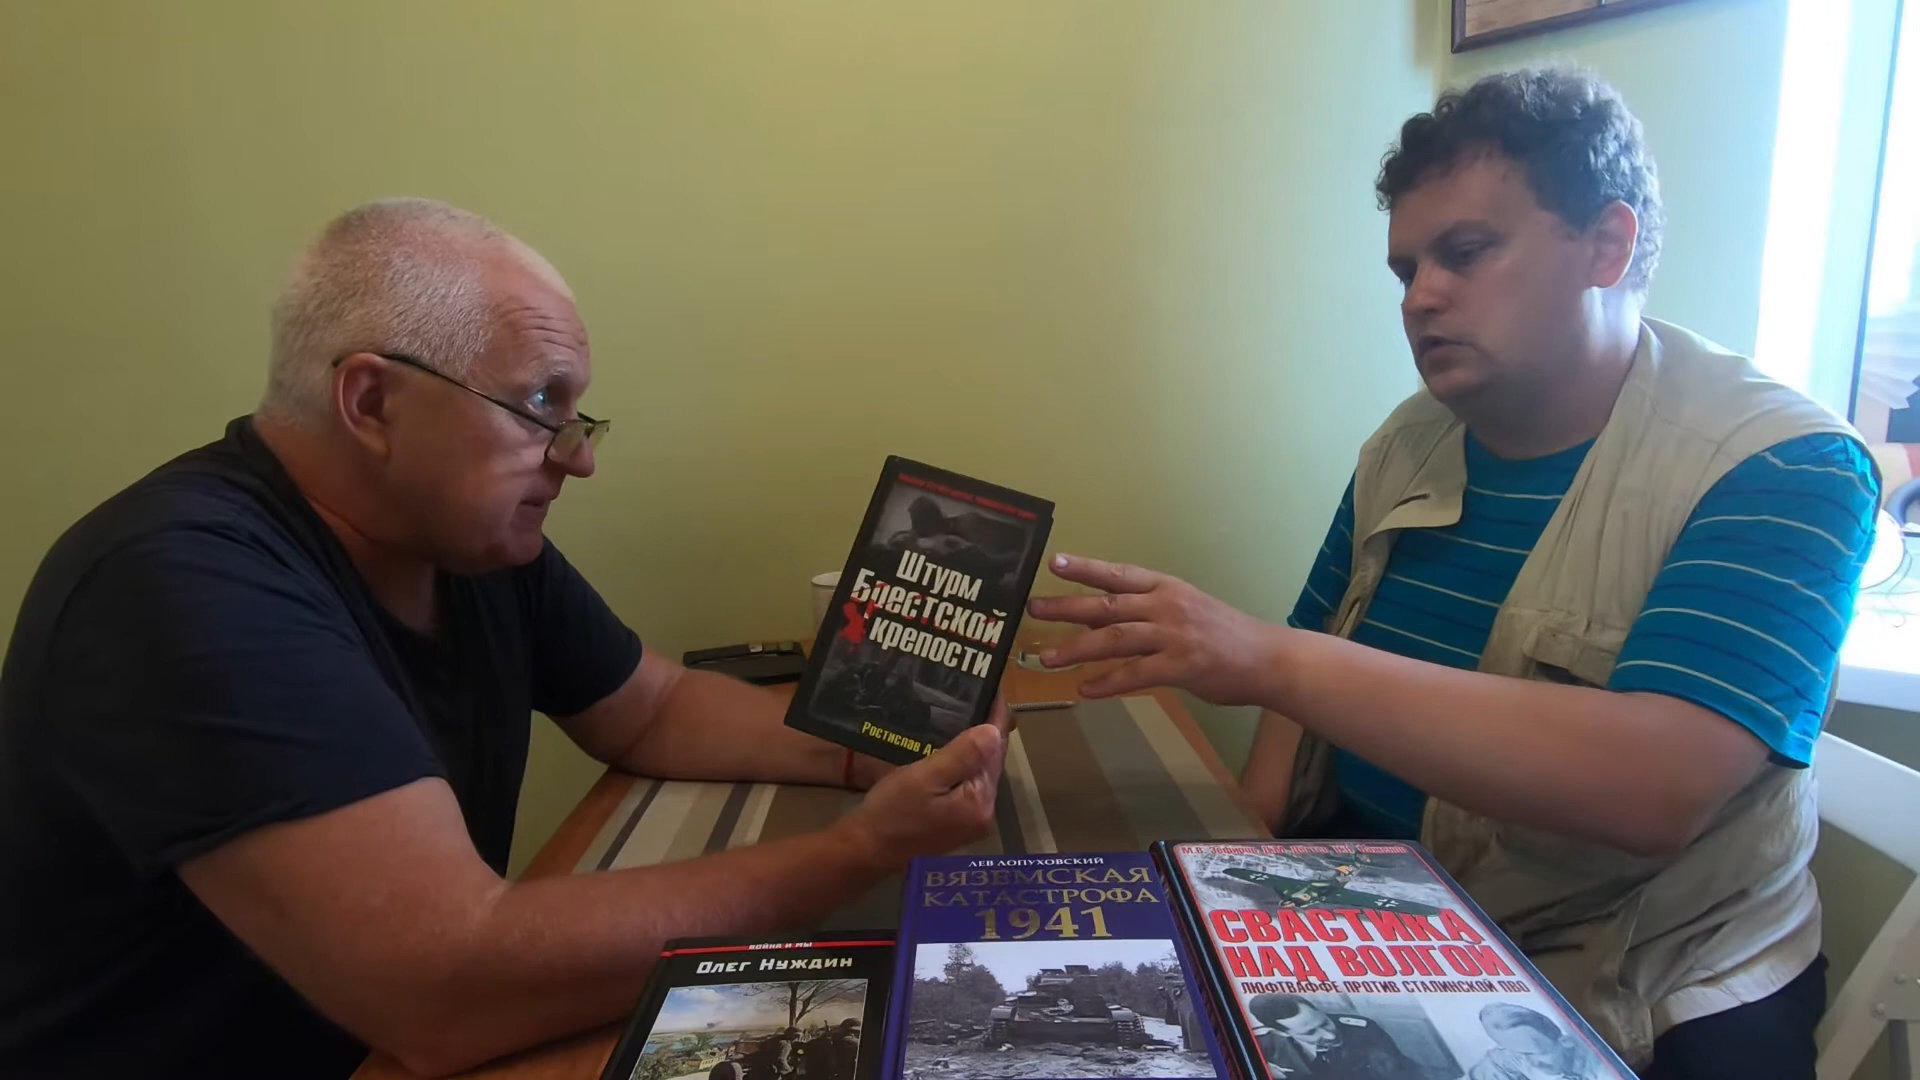 Штурм
Брестской
крепости
Ростислав
ВОЙНА И МЫ
Олег Нуждин
ЛЕВ ЛОПУХОВСКИЙ
ВЯЗЕМСКАЯ
КАТАСТРОФА
1941
М.В. Зефиров,
СВАСТИКА
НАД ВОЛГОЙ
ЛЮФТВАФФЕ ПРОТИВ СТАЛИНСКОЙ ПВО